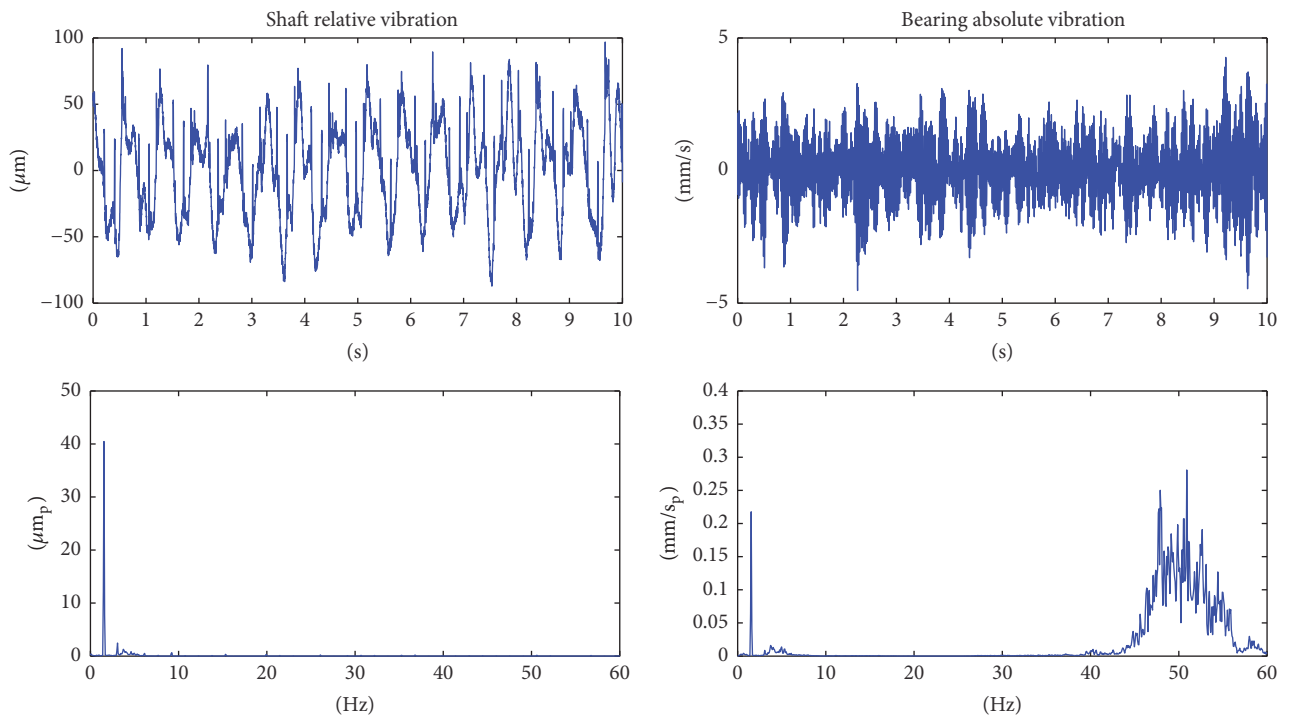 Shaft relative vibration
100
50
0
−50
−100
(μm)
0 1 2 3 4 5 6 7 8 9 10
(s)
Bearing absolute vibration
5
0
−5
(mm/s)
0 1 2 3 4 5 6 7 8 9 10
(s)
50
40
30
20
10
0
(μmp)
0 10 20 30 40 50 60
(Hz)
0.4
0.35
0.3
0.25
0.2
0.15
0.1
0.05
0
(mm/sp)
0 10 20 30 40 50 60
(Hz)